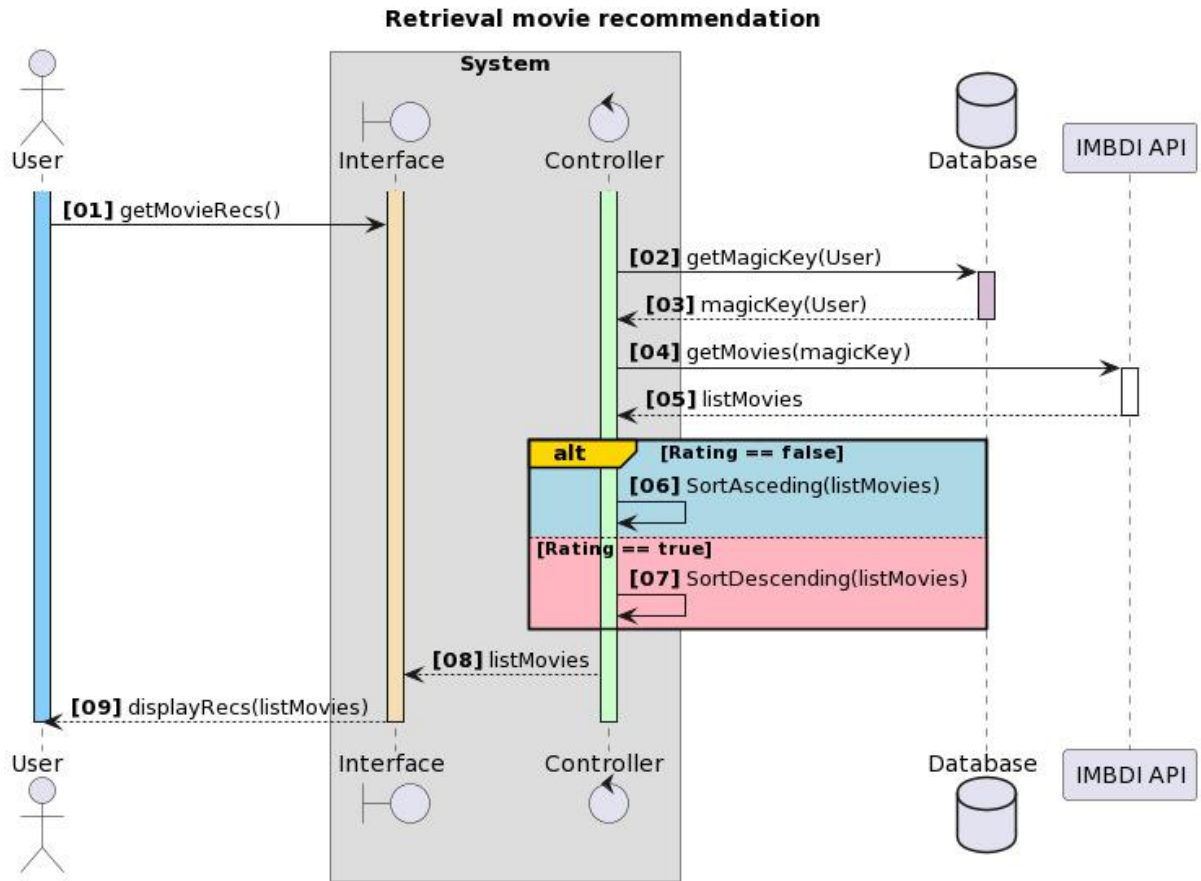 Retrieval movie recommendation
System
User
Interface
Controller
Database
IMBDI API
[01] getMovieRecs()
[02] getMagicKey(User)
[03] magicKey(User)
[04] getMovies(magicKey)
[05] listMovies
alt [Rating == false]
[06] SortAsceding(listMovies)
[Rating == true]
[07] SortDescending(listMovies)
[08] listMovies
[09] displayRecs(listMovies)
User
Interface
Controller
Database
IMBDI API